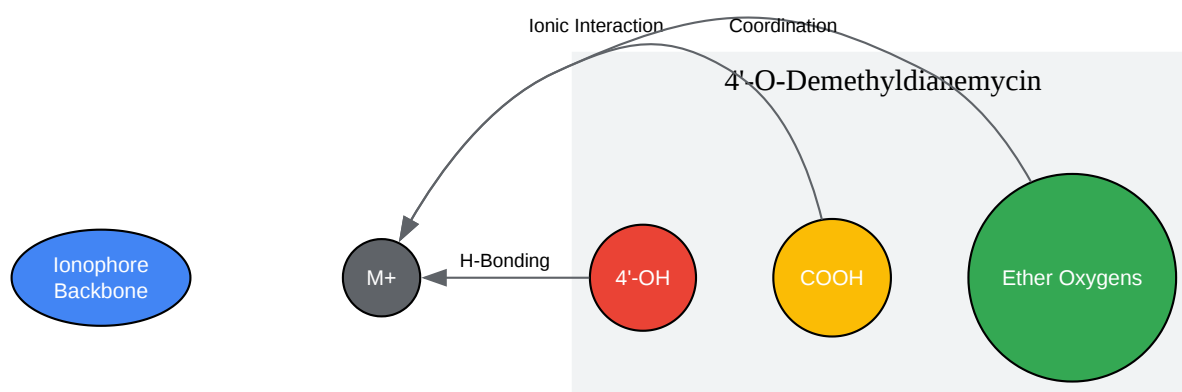 Ionic Interaction
Coordination
4'-O-Demethyldianemycin
H-Bonding
Ionophore
Backbone
M+
4'-OH
COOH
Ether Oxygens